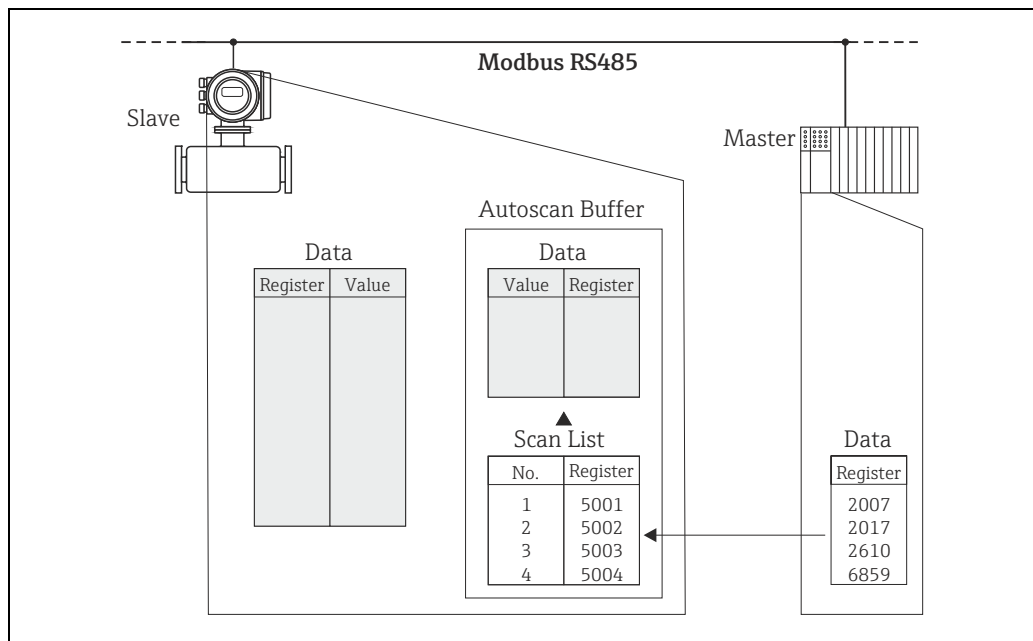 Modbus RS485
Slave
Master
Autoscan Buffer
Data
Data
Register Value
Value Register
Scan List
Data
No. Register
Register
1 5001
2007
2 5002
2017
3 5003
2610
4 5004
6859